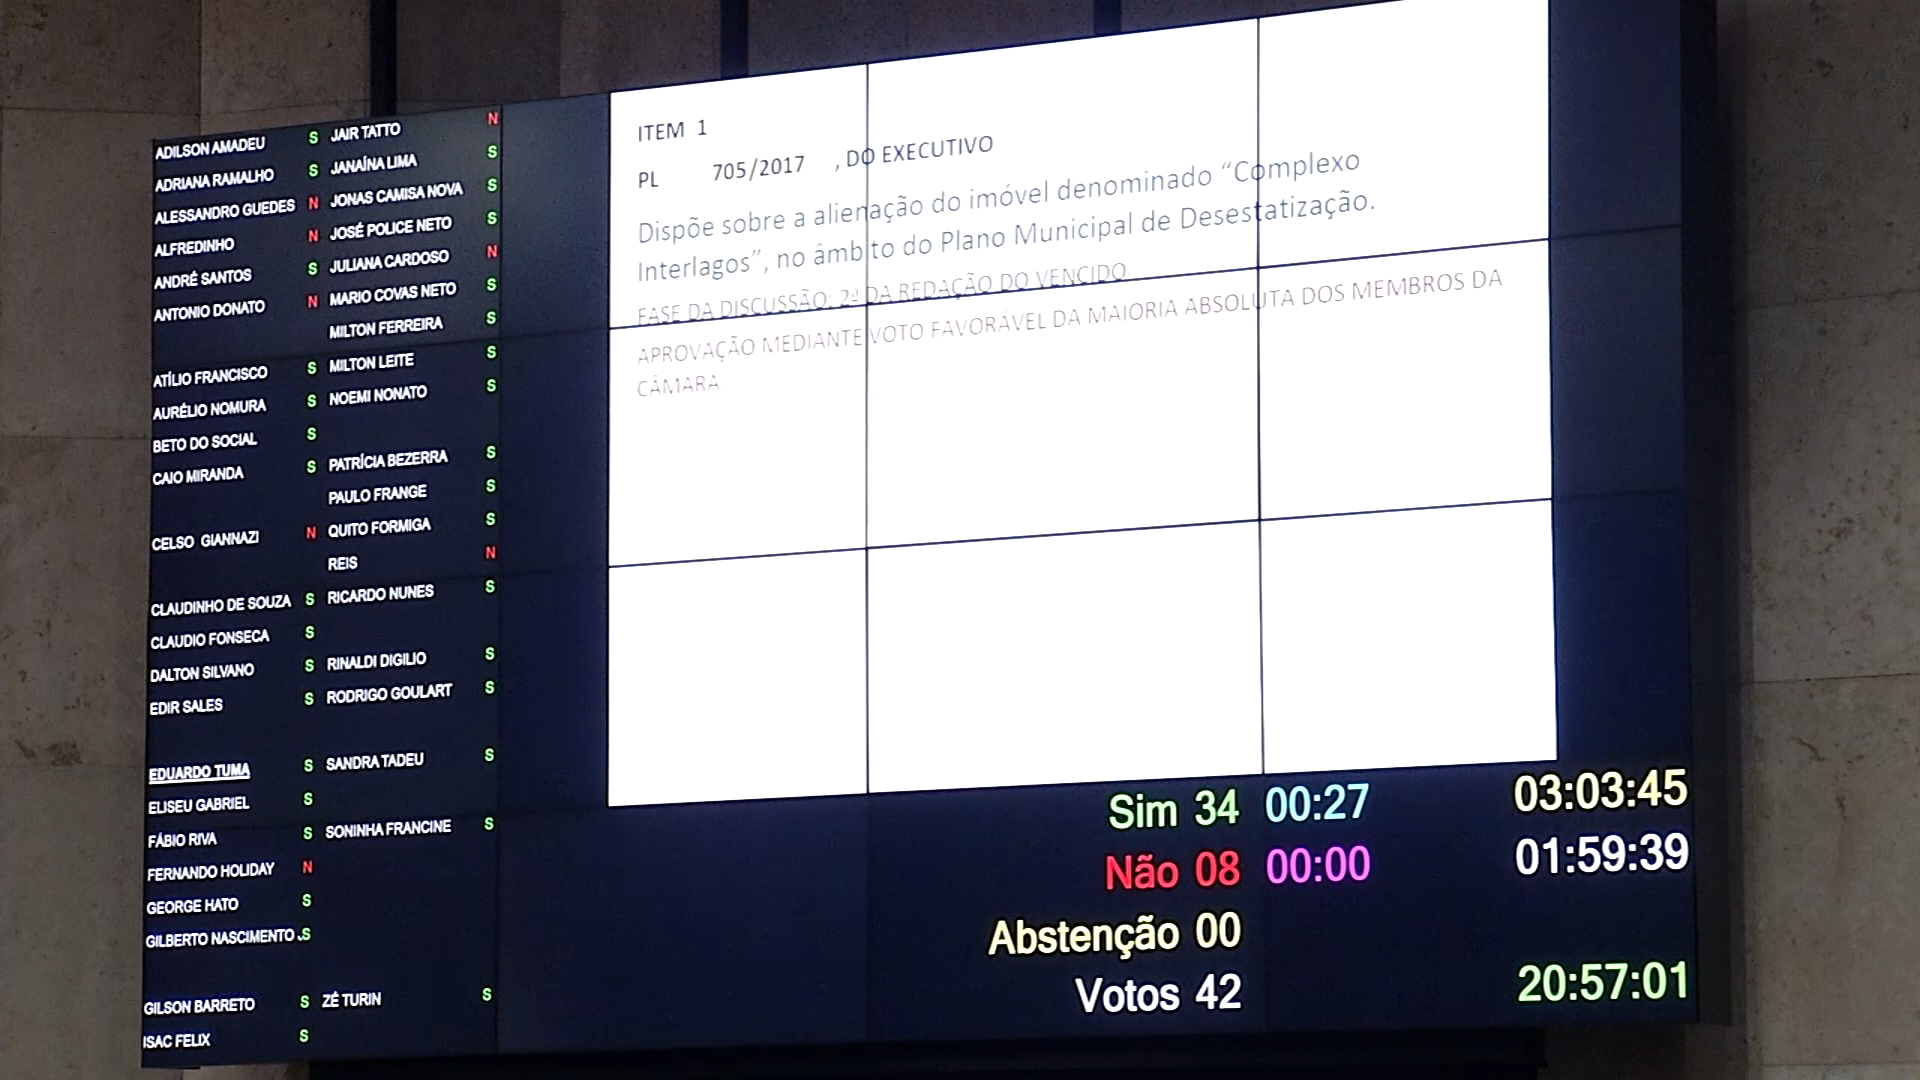 ADILSON AMADEU S JAIR TATTO N
ADRIANA RAMALHO S JANAÍNA LIMA S
ALESSANDRO GUEDES N JONAS CAMISA NOVA S
ALFREDINHO N JOSÉ POLICE NETO S
ANDRÉ SANTOS S JULIANA CARDOSO N
ANTONIO DONATO N MARIO COVAS NETO S
MILTON FERREIRA S
ATÍLIO FRANCISCO S MILTON LEITE S
AURÉLIO NOMURA S NOEMI NONATO S
BETO DO SOCIAL S
CAIO MIRANDA S PATRÍCIA BEZERRA S
PAULO FRANGE S
CELSO GIANNAZI N QUITO FORMIGA S
REIS N
CLAUDINHO DE SOUZA S RICARDO NUNES S
CLAUDIO FONSECA S
DALTON SILVANO S RINALDI DIGILIO S
EDIR SALES S RODRIGO GOULART S
EDUARDO TUMA S SANDRA TADEU S
ELISEU GABRIEL S
FÁBIO RIVA S SONINHA FRANCINE S
FERNANDO HOLIDAY N
GEORGE HATO S
GILBERTO NASCIMENTO J S
GILSON BARRETO S ZÉ TURIN S
ISAC FELIX S
ITEM 1
PL 705/2017 , DO EXECUTIVO
Dispõe sobre a alienação do imóvel denominado “Complexo
Interlagos”, no âmbito do Plano Municipal de Desestatização.
FASE DA DISCUSSÃO: 2ª DA REDAÇÃO DO VENCIDO
APROVAÇÃO MEDIANTE VOTO FAVORÁVEL DA MAIORIA ABSOLUTA DOS MEMBROS DA
CÂMARA.
Sim 34 00:27 03:03:45
Não 08 00:00 01:59:39
Abstenção 00
Votos 42 20:57:01